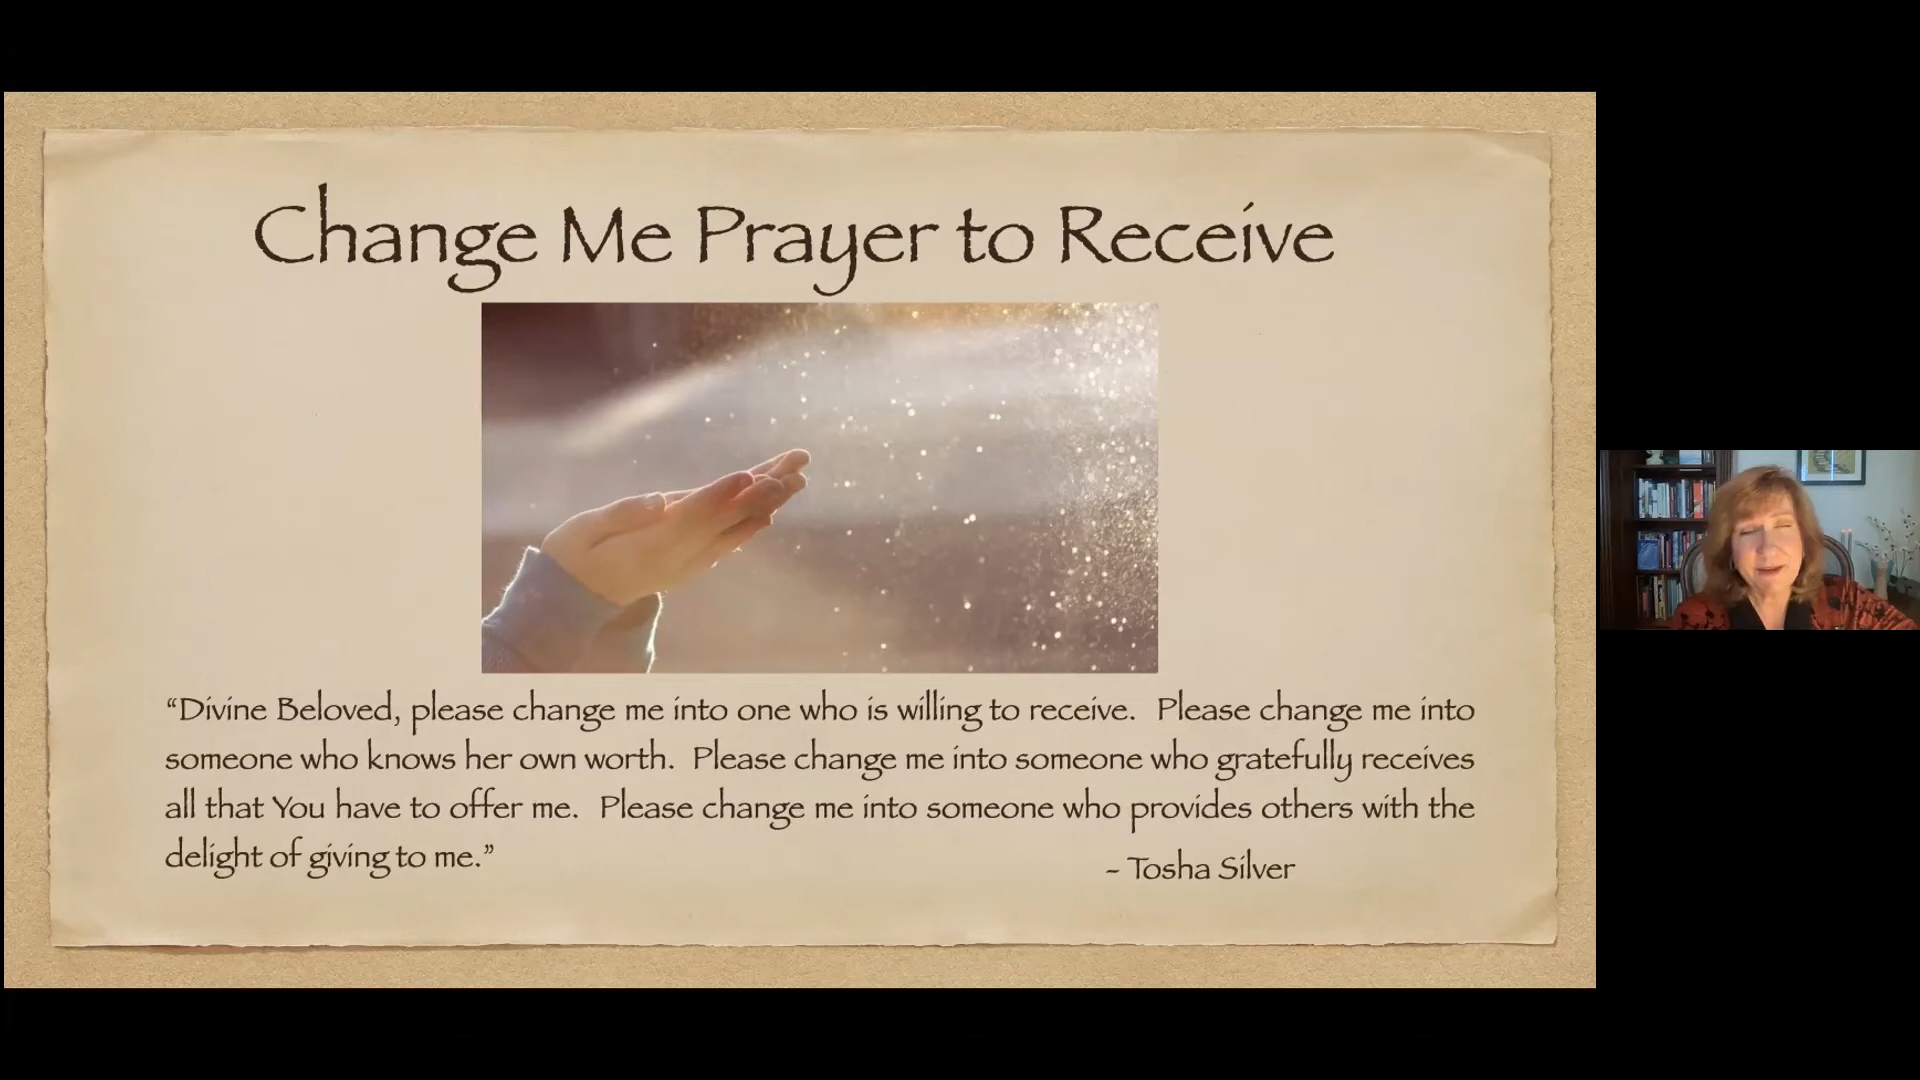 Change Me Prayer to Receive
“Divine Beloved, please change me into one who is willing to receive.  Please change me into
someone who knows her own worth.  Please change me into someone who gratefully receives
all that You have to offer me.  Please change me into someone who provides others with the
delight of giving to me.”
~ Tosha Silver